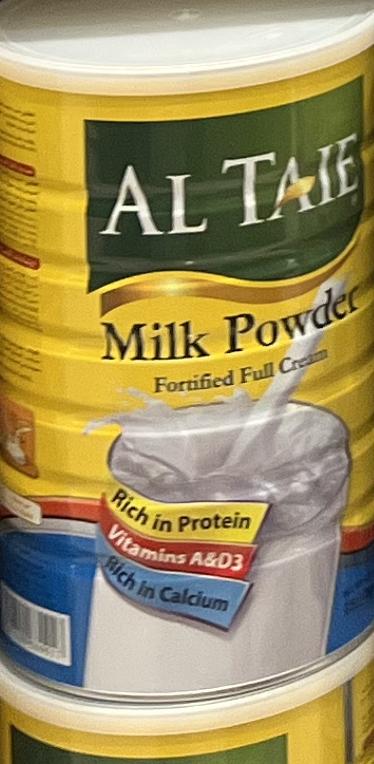 AL TAIE
Milk Powder
Fortified Full Cream
Rich in Protein
Vitamins A&D3
Rich in Calcium